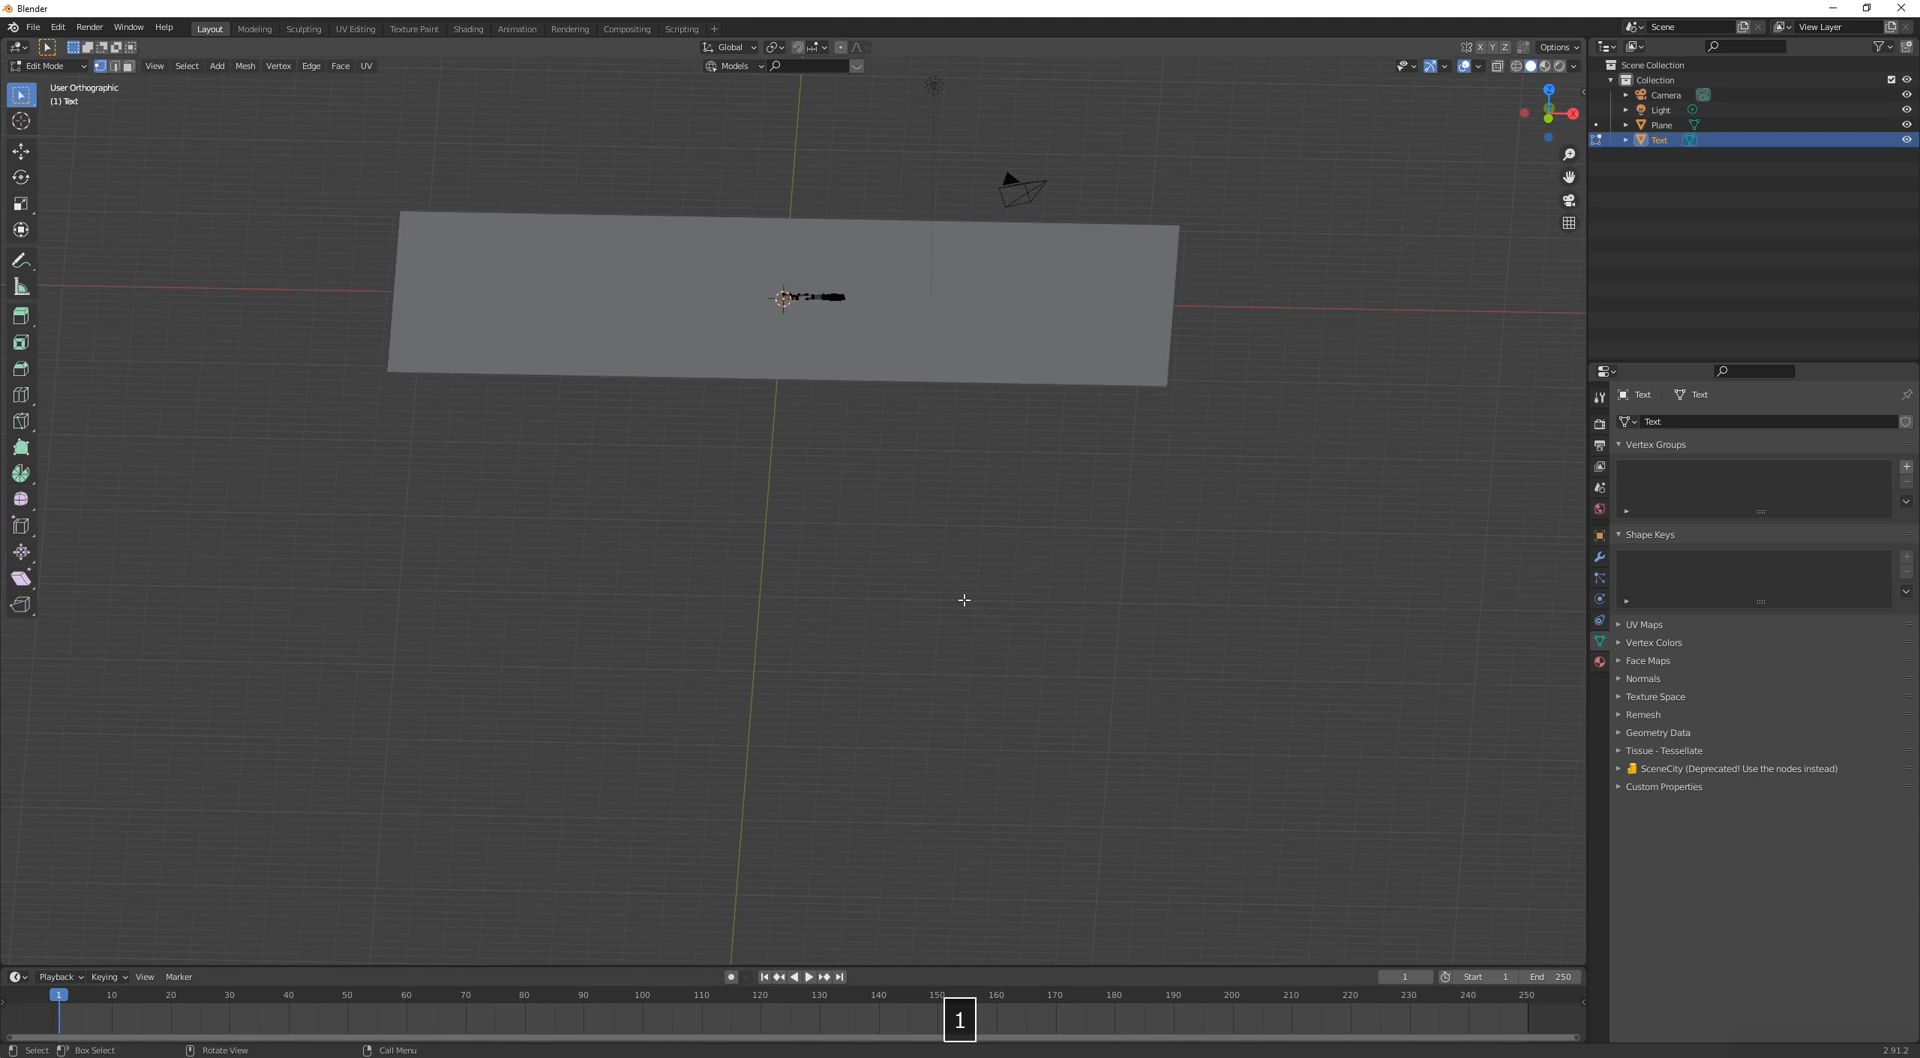 Blender
File Edit Render Window Help Layout Modeling Sculpting UV Editing Texture Paint Shading Animation Rendering Compositing Scripting + Scene View Layer
Global X Y Z Options
Edit Mode View Select Add Mesh Vertex Edge Face UV Models
User Orthographic
(1) Text
Z
X
Scene Collection
Collection
Camera
Light
Plane
Text
Text Text
Text
Vertex Groups
Shape Keys
UV Maps
Vertex Colors
Face Maps
Normals
Texture Space
Remesh
Geometry Data
Tissue - Tessellate
SceneCity (Deprecated! Use the nodes instead)
Custom Properties
Playback Keying View Marker 1 Start 1 End 250
1 10 20 30 40 50 60 70 80 90 100 110 120 130 140 150 160 170 180 190 200 210 220 230 240 250
1
Select Box Select Rotate View Call Menu 2.91.2